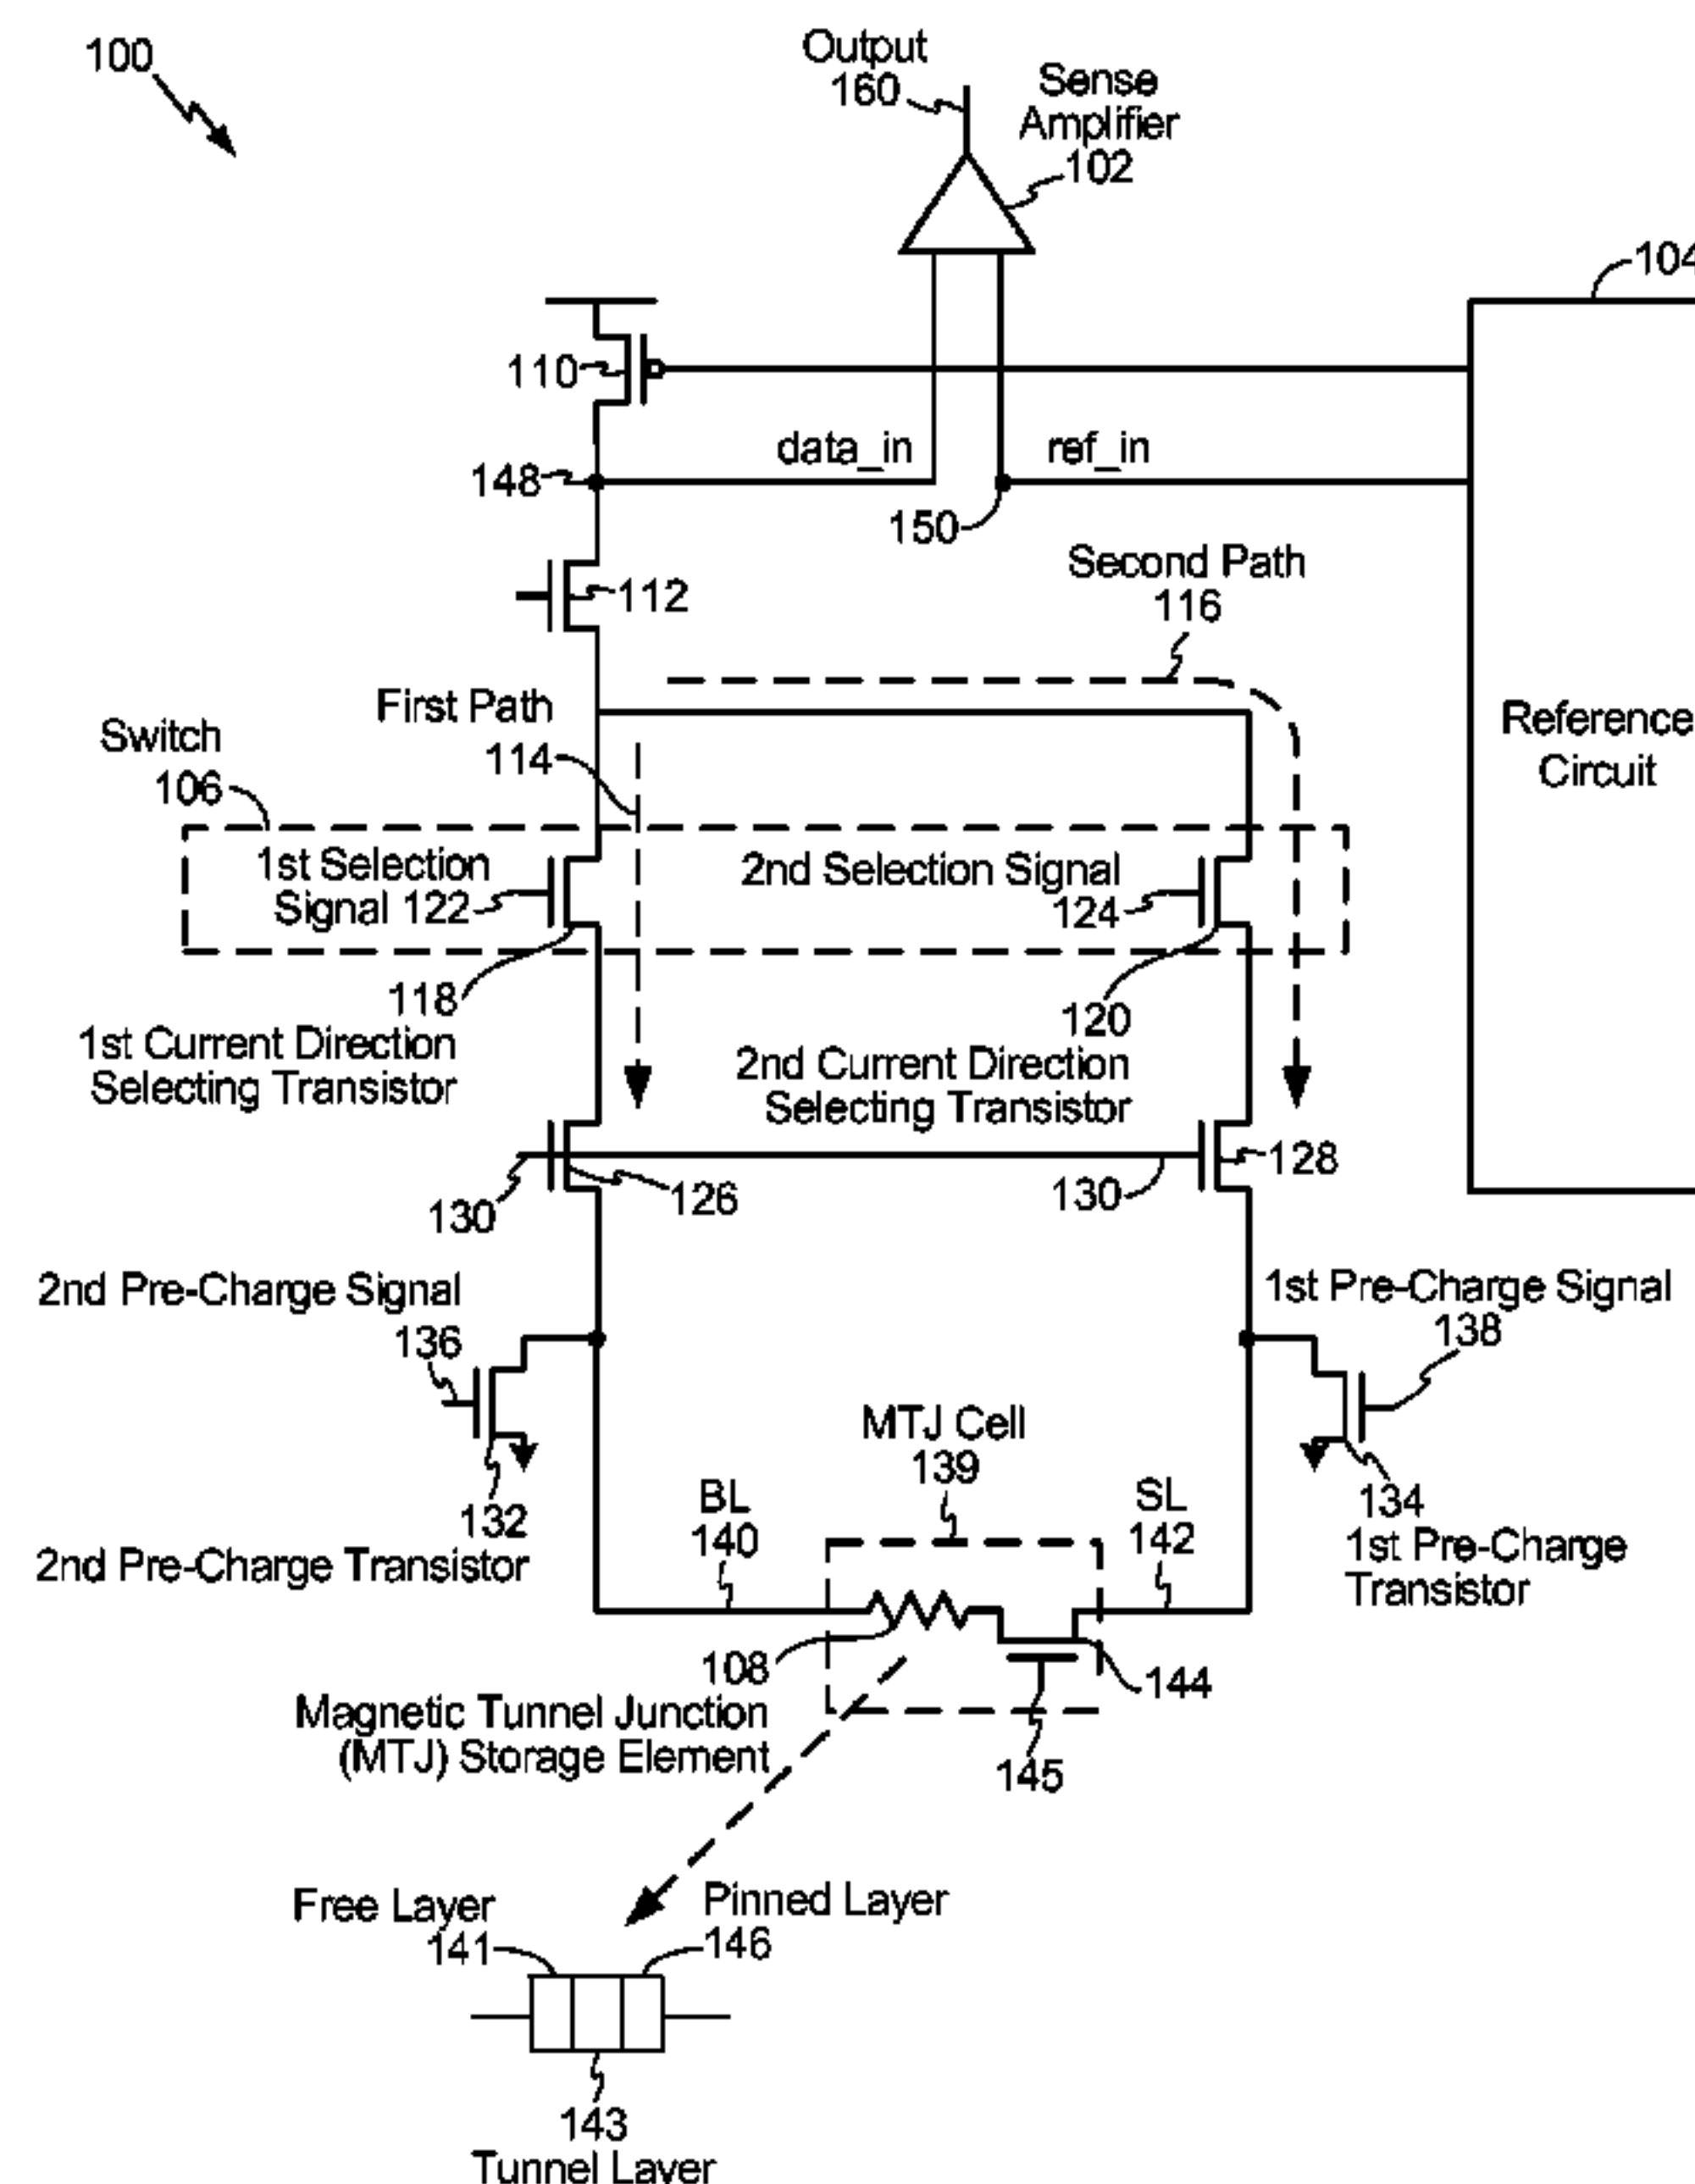 100
Output
160
Sense
Amplifier
102
104
110
data_in
ref_in
148
150
112
Second Path
116
First Path
114
Switch
106
Reference
Circuit
1st Selection
Signal 122
2nd Selection Signal
124
118
1st Current Direction
Selecting Transistor
120
2nd Current Direction
Selecting Transistor
128
130
126
130
2nd Pre-Charge Signal
136
1st Pre-Charge Signal
138
MTJ Cell
139
132
2nd Pre-Charge Transistor
BL
140
SL
142
134
1st Pre-Charge
Transistor
108
Magnetic Tunnel Junction
(MTJ) Storage Element
144
145
Free Layer
141
Pinned Layer
146
143
Tunnel Layer